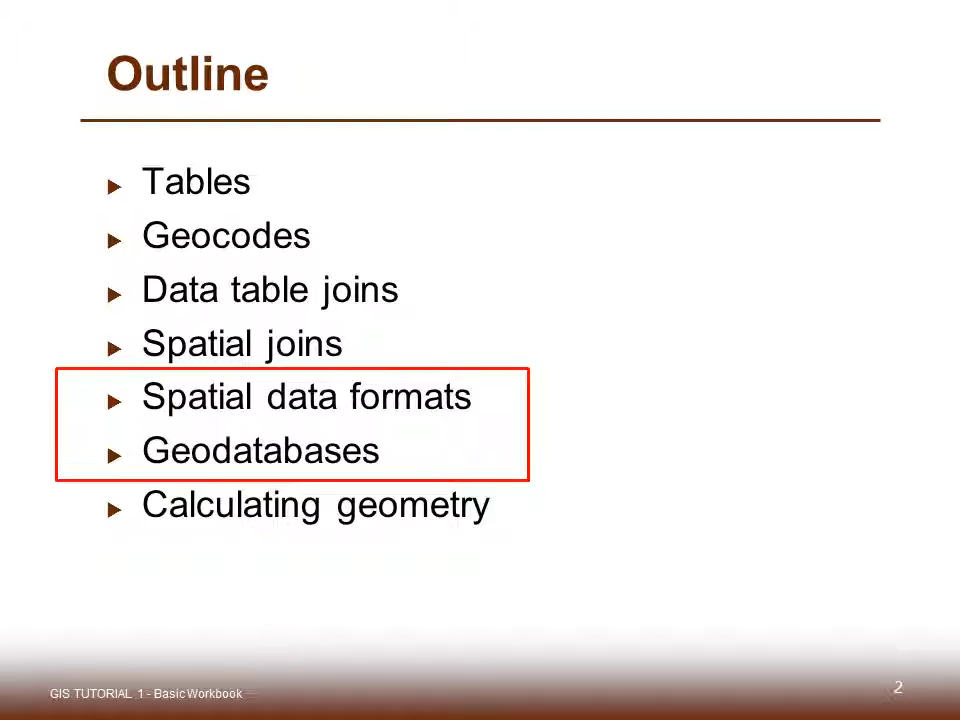 Outline
Tables
Geocodes
Data table joins
Spatial joins
Spatial data formats
Geodatabases
Calculating geometry
GIS TUTORIAL 1 - Basic Workbook
2